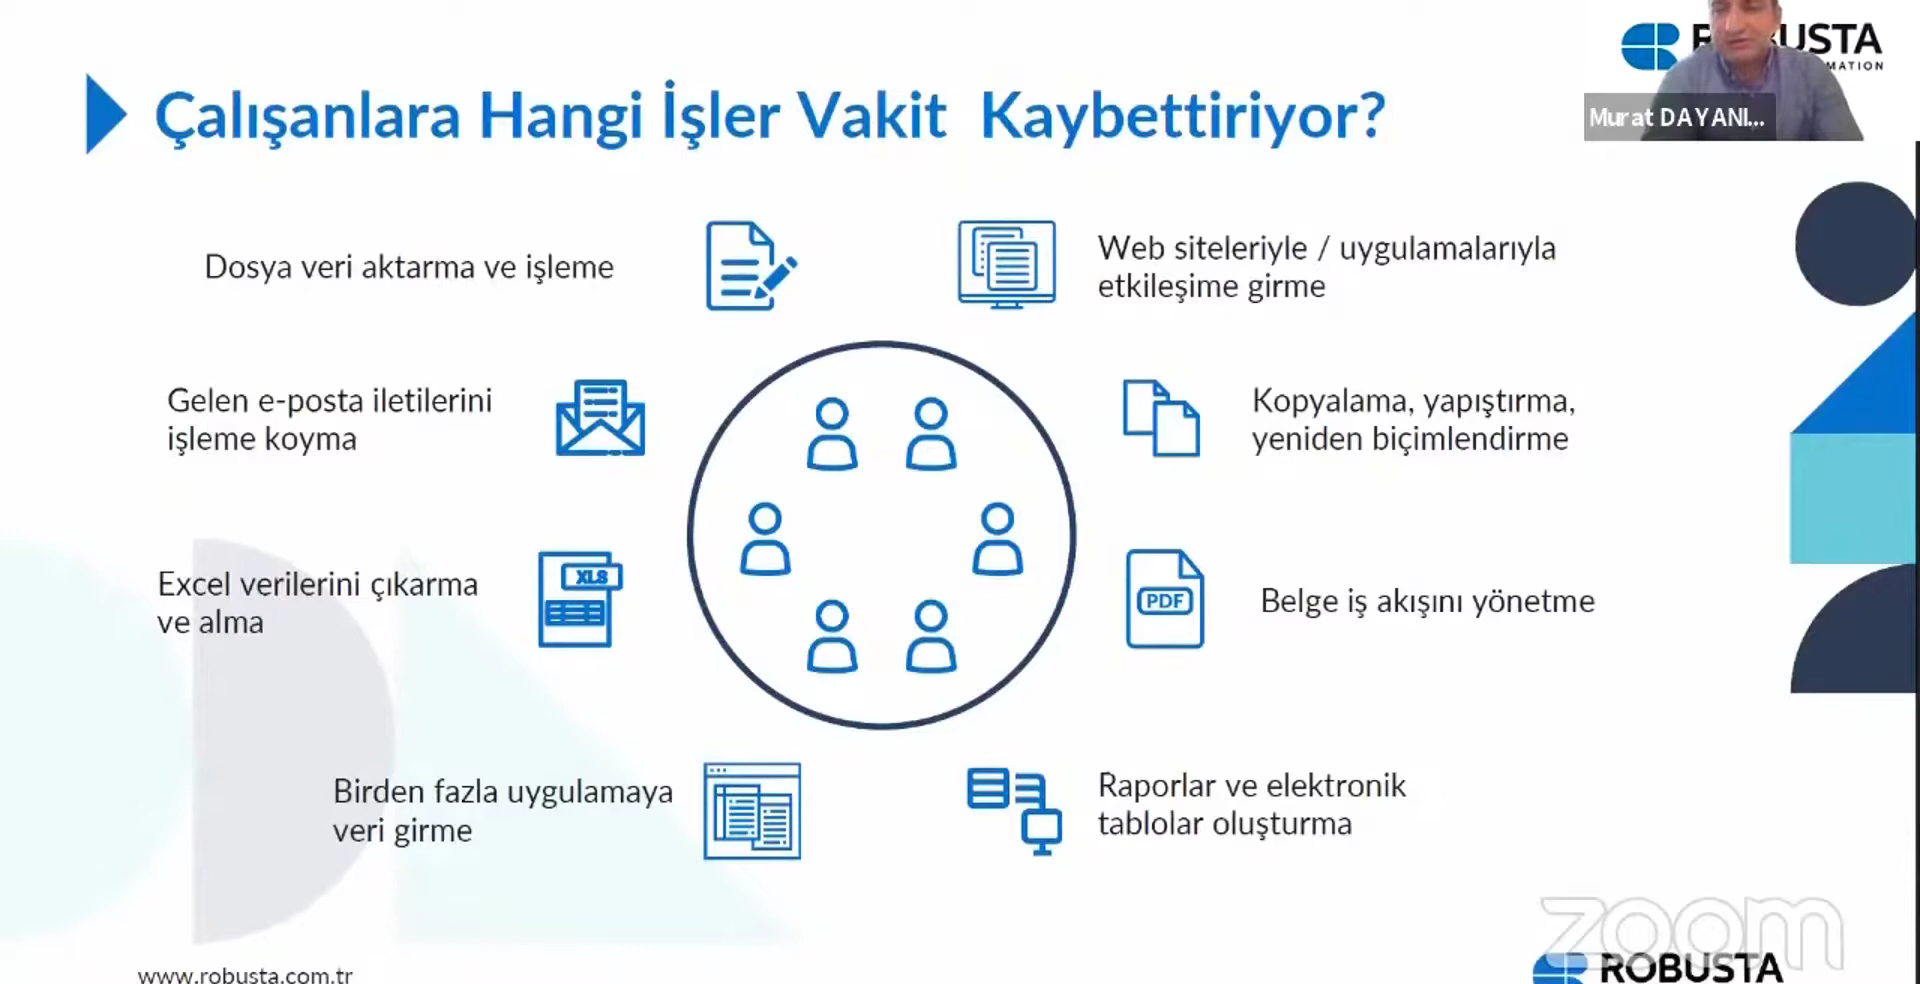 Çalışanlara Hangi İşler Vakit Kaybettiriyor?
USTA
MATION
Murat DAYANI...
Dosya veri aktarma ve işleme
Web siteleriyle / uygulamalarıyla
etkileşime girme
Gelen e-posta iletilerini
işleme koyma
Kopyalama, yapıştırma,
yeniden biçimlendirme
Excel verilerini çıkarma
ve alma
XLS
PDF
Belge iş akışını yönetme
Birden fazla uygulamaya
veri girme
Raporlar ve elektronik
tablolar oluşturma
zoom
www.robusta.com.tr
ROBUSTA